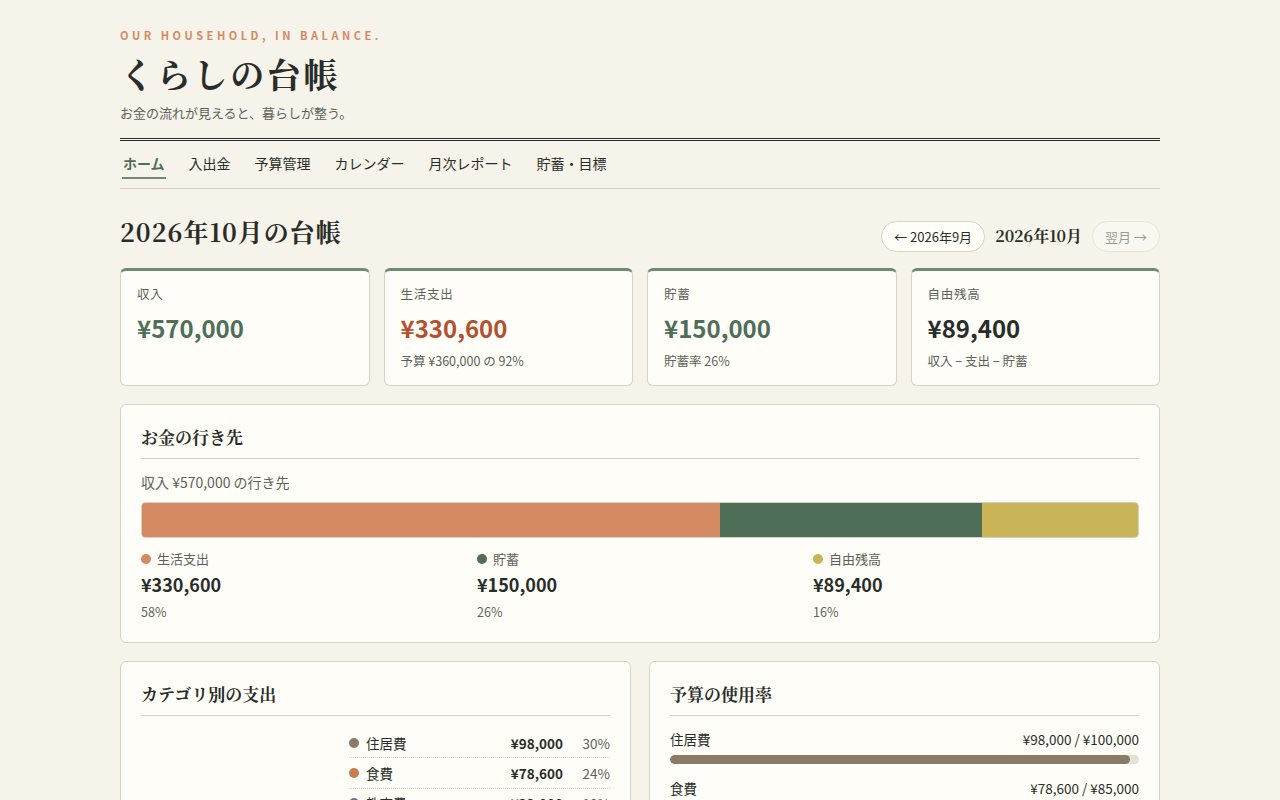 OUR HOUSEHOLD, IN BALANCE.
くらしの台帳
お金の流れが見えると、暮らしが整う。
ホーム 入出金 予算管理 カレンダー 月次レポート 貯蓄・目標
2026年10月の台帳
← 2026年9月 2026年10月 翌月 →
収入
¥570,000
生活支出
¥330,600
予算 ¥360,000 の 92%
貯蓄
¥150,000
貯蓄率 26%
自由残高
¥89,400
収入 − 支出 − 貯蓄
お金の行き先
収入 ¥570,000 の行き先
生活支出
¥330,600
58%
貯蓄
¥150,000
26%
自由残高
¥89,400
16%
カテゴリ別の支出
住居費 ¥98,000 30%
食費 ¥78,600 24%
予算の使用率
住居費 ¥98,000 / ¥100,000
食費 ¥78,600 / ¥85,000